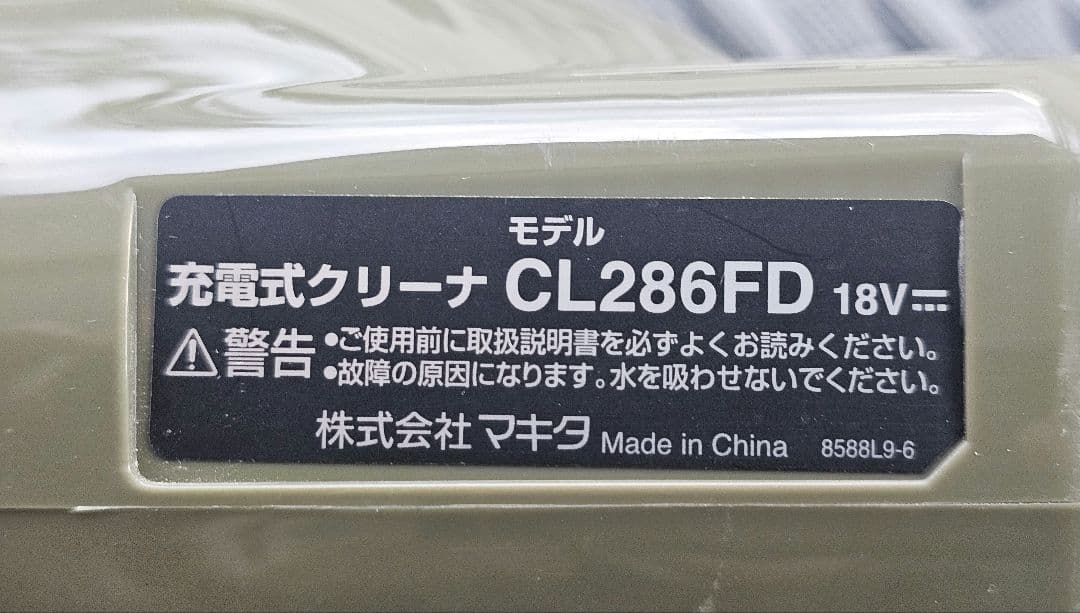 モデル
充電式クリーナ CL286FD 18V⎓
⚠警告 •ご使用前に取扱説明書を必ずよくお読みください。
•故障の原因になります。水を吸わせないでください。
株式会社マキタ Made in China 8588L9-6